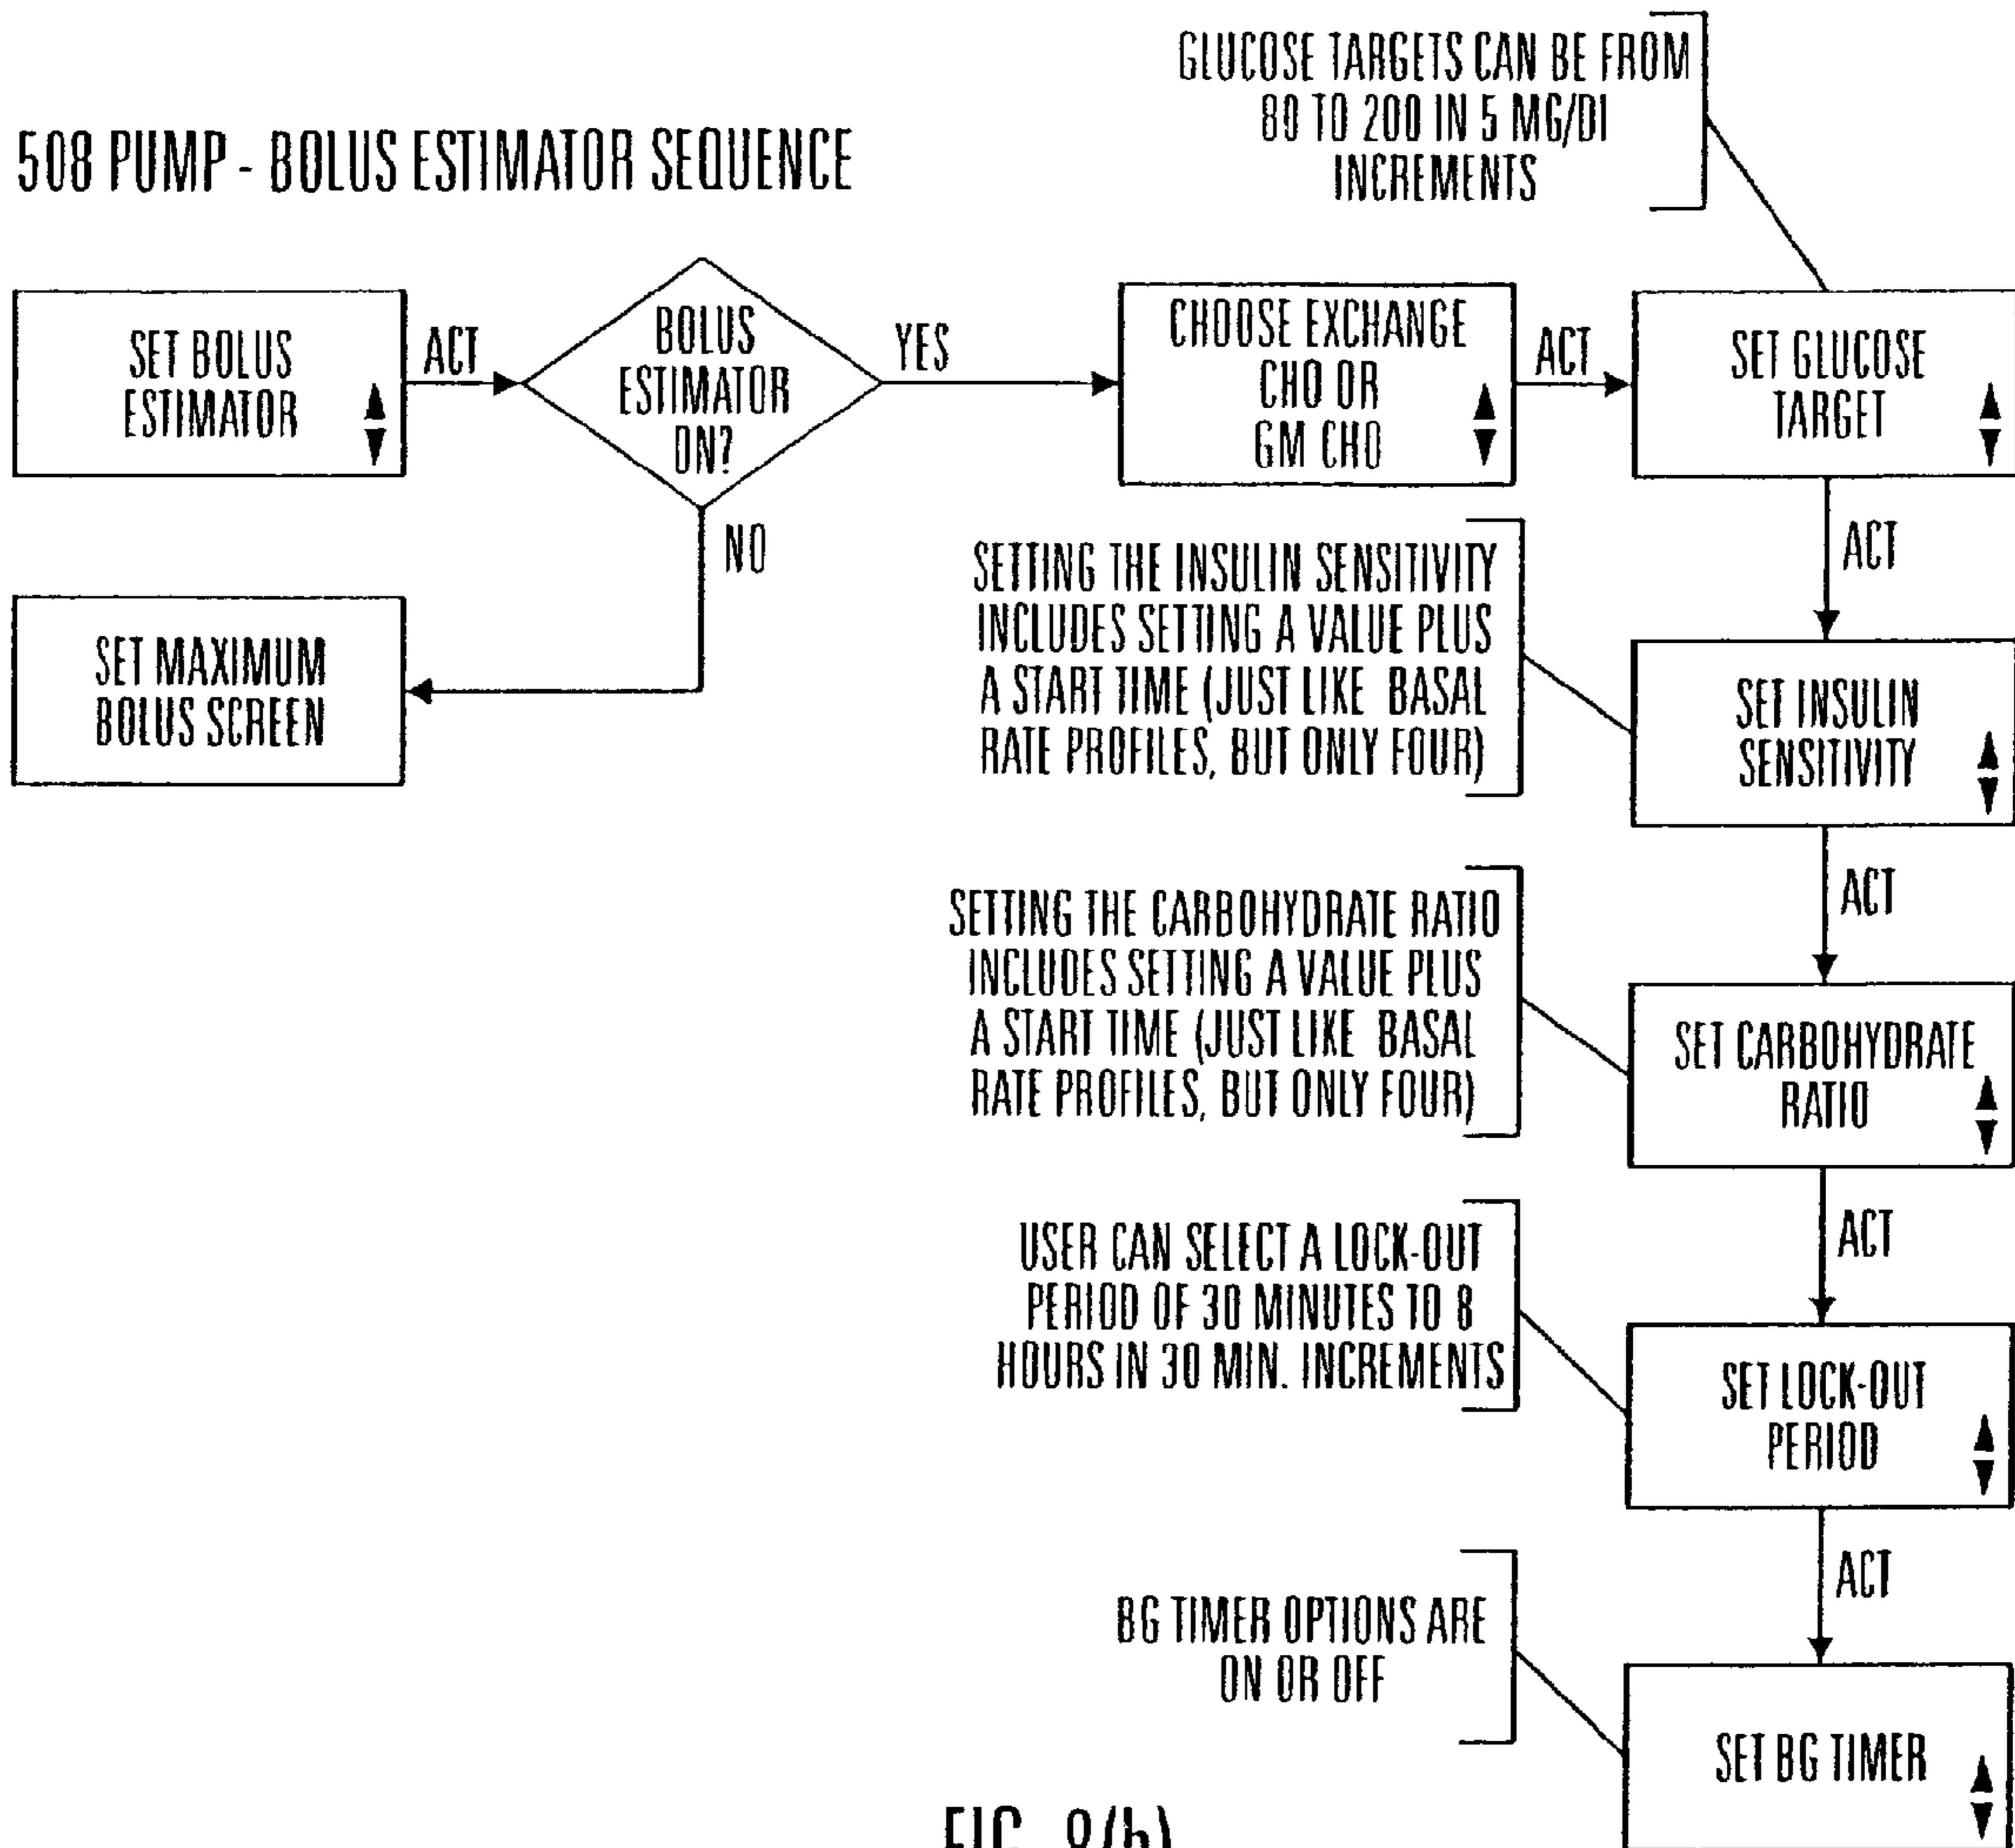 508 PUMP - BOLUS ESTIMATOR SEQUENCE
GLUCOSE TARGETS CAN BE FROM
80 TO 200 IN 5 MG/Dl
INCREMENTS
SET BOLUS
ESTIMATOR
ACT
BOLUS
ESTIMATOR
ON?
YES
CHOOSE EXCHANGE
CHO OR
GM CHO
ACT
SET GLUCOSE
TARGET
NO
SET MAXIMUM
BOLUS SCREEN
ACT
SETTING THE INSULIN SENSITIVITY
INCLUDES SETTING A VALUE PLUS
A START TIME (JUST LIKE BASAL
RATE PROFILES, BUT ONLY FOUR)
SET INSULIN
SENSITIVITY
ACT
SETTING THE CARBOHYDRATE RATIO
INCLUDES SETTING A VALUE PLUS
A START TIME (JUST LIKE BASAL
RATE PROFILES, BUT ONLY FOUR)
SET CARBOHYDRATE
RATIO
ACT
USER CAN SELECT A LOCK-OUT
PERIOD OF 30 MINUTES TO 8
HOURS IN 30 MIN. INCREMENTS
SET LOCK-OUT
PERIOD
ACT
BG TIMER OPTIONS ARE
ON OR OFF
SET BG TIMER